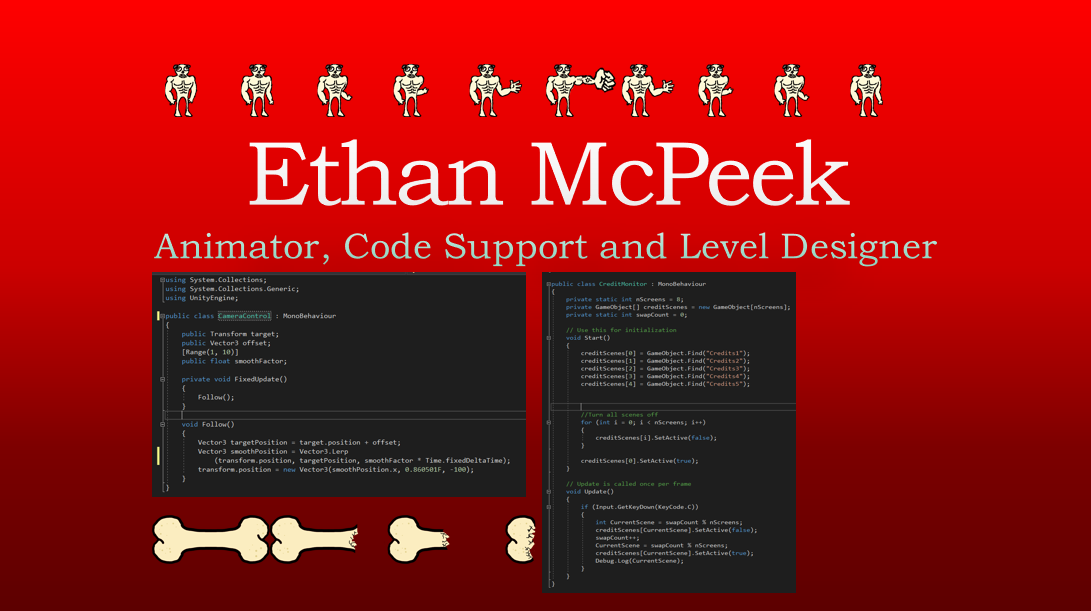 Ethan McPeek
Animator, Code Support and Level Designer
using System.Collections;
using System.Collections.Generic;
using UnityEngine;
public class CameraControl : MonoBehaviour
{
public Transform target;
public Vector3 offset;
[Range(1, 10)]
public float smoothFactor;
private void FixedUpdate()
{
Follow();
}
void Follow()
{
Vector3 targetPosition = target.position + offset;
Vector3 smoothPosition = Vector3.Lerp
(transform.position, targetPosition, smoothFactor * Time.fixedDeltaTime);
transform.position = new Vector3(smoothPosition.x, 0.860501F, -100);
}
}
public class CreditMonitor : MonoBehaviour
{
private static int nScreens = 8;
private GameObject[] creditScenes = new GameObject[nScreens];
private static int swapCount = 0;
// Use this for initialization
void Start()
{
creditScenes[0] = GameObject.Find("Credits1");
creditScenes[1] = GameObject.Find("Credits2");
creditScenes[2] = GameObject.Find("Credits3");
creditScenes[3] = GameObject.Find("Credits4");
creditScenes[4] = GameObject.Find("Credits5");
//Turn all scenes off
for (int i = 0; i < nScreens; i++)
{
creditScenes[i].SetActive(false);
}
creditScenes[0].SetActive(true);
}
// Update is called once per frame
void Update()
{
if (Input.GetKeyDown(KeyCode.C))
{
int CurrentScene = swapCount % nScreens;
creditScenes[CurrentScene].SetActive(false);
swapCount++;
CurrentScene = swapCount % nScreens;
creditScenes[CurrentScene].SetActive(true);
Debug.Log(CurrentScene);
}
}
}